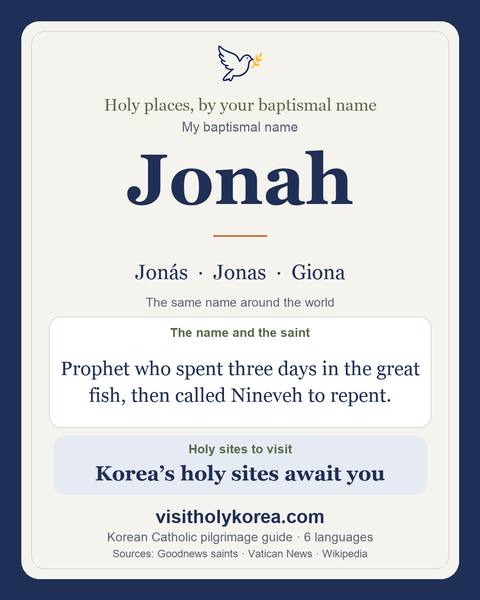 Holy places, by your baptismal name
My baptismal name
Jonah
Jonás · Jonas · Giona
The same name around the world
The name and the saint
Prophet who spent three days in the great
fish, then called Nineveh to repent.
Holy sites to visit
Korea’s holy sites await you
visitholykorea.com
Korean Catholic pilgrimage guide · 6 languages
Sources: Goodnews saints · Vatican News · Wikipedia